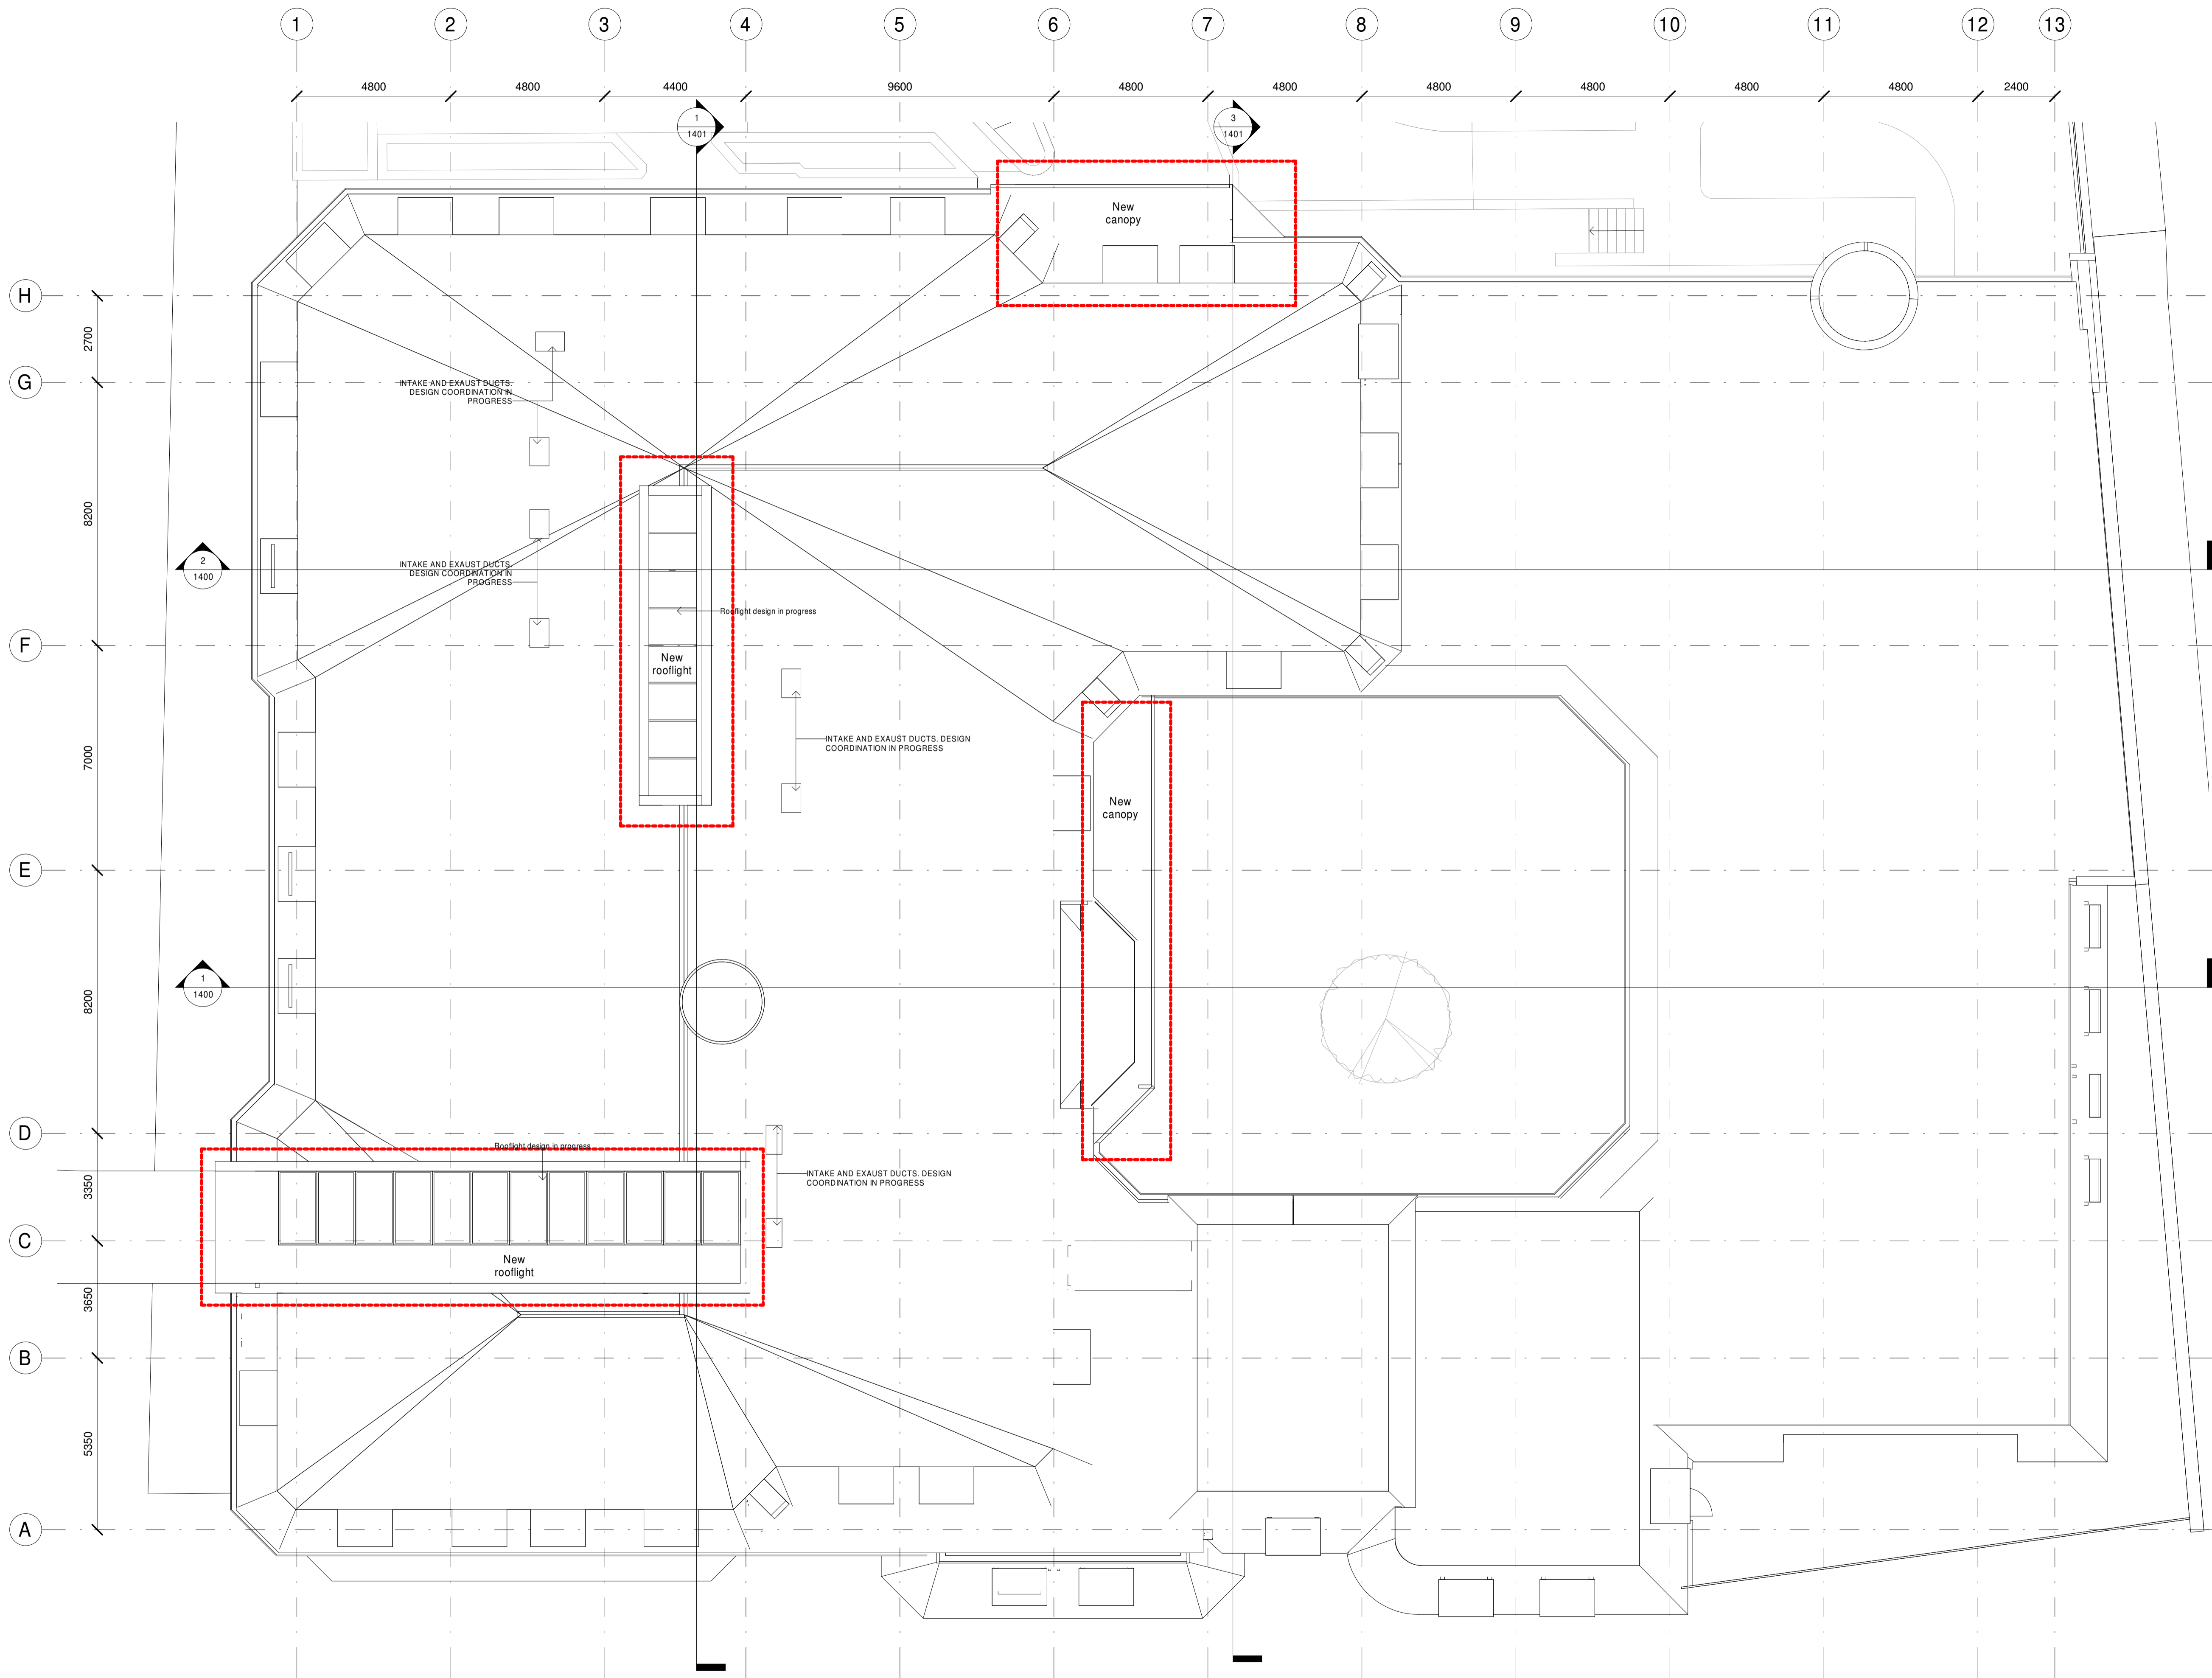 1 2 3 4 5 6 7 8 9 10 11 12 13
4800 4800 4400 9600 4800 4800 4800 4800 4800 4800 2400
1
1401
3
1401
New
canopy
H
2700
G
INTAKE AND EXAUST DUCTS.
DESIGN COORDINATION IN
PROGRESS
8200
2
1400
INTAKE AND EXAUST DUCTS.
DESIGN COORDINATION IN
PROGRESS
Rooflight design in progress
F
New
rooflight
7000
INTAKE AND EXAUST DUCTS. DESIGN
COORDINATION IN PROGRESS
New
canopy
E
8200
1
1400
D
Rooflight design in progress
3350
INTAKE AND EXAUST DUCTS. DESIGN
COORDINATION IN PROGRESS
C
New
rooflight
3650
B
5350
A